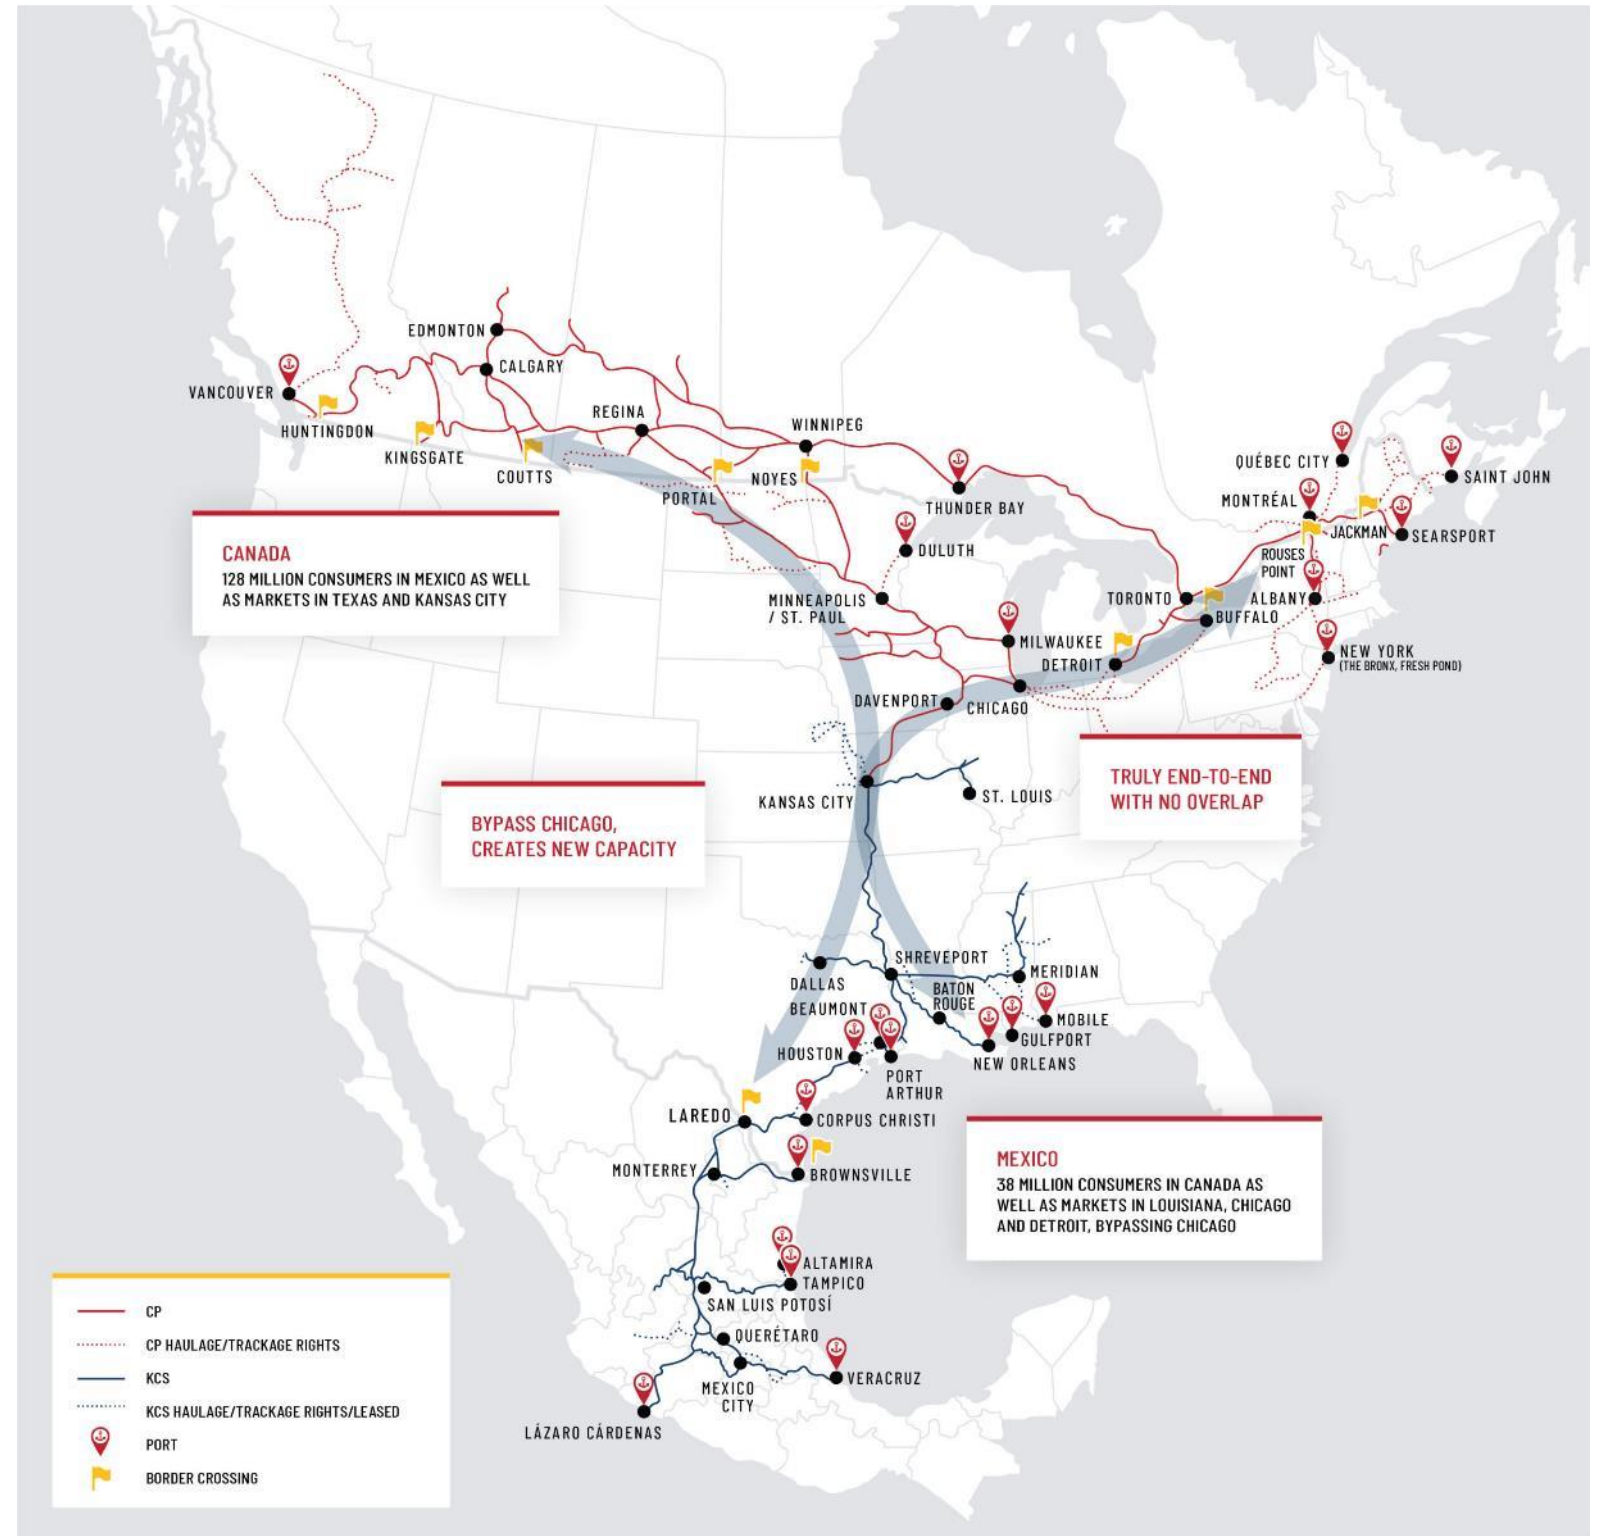 EDMONTON
CALGARY
VANCOUVER
HUNTINGDON
KINGSGATE
COUTTS
REGINA
WINNIPEG
PORTAL
NOYES
THUNDER BAY
DULUTH
QUÉBEC CITY
SAINT JOHN
MONTRÉAL
JACKMAN
SEARSPORT
ROUSES
POINT
MINNEAPOLIS
/ ST. PAUL
TORONTO
ALBANY
BUFFALO
MILWAUKEE
DETROIT
NEW YORK
(THE BRONX, FRESH POND)
DAVENPORT
CHICAGO
CANADA
128 MILLION CONSUMERS IN MEXICO AS WELL
AS MARKETS IN TEXAS AND KANSAS CITY
TRULY END-TO-END
WITH NO OVERLAP
KANSAS CITY
ST. LOUIS
BYPASS CHICAGO,
CREATES NEW CAPACITY
SHREVEPORT
DALLAS
MERIDIAN
BATON
ROUGE
BEAUMONT
MOBILE
GULFPORT
HOUSTON
NEW ORLEANS
PORT
ARTHUR
LAREDO
CORPUS CHRISTI
MONTERREY
BROWNSVILLE
MEXICO
38 MILLION CONSUMERS IN CANADA AS
WELL AS MARKETS IN LOUISIANA, CHICAGO
AND DETROIT, BYPASSING CHICAGO
ALTAMIRA
TAMPICO
SAN LUIS POTOSÍ
QUERÉTARO
VERACRUZ
MEXICO
CITY
LÁZARO CÁRDENAS
CP
CP HAULAGE/TRACKAGE RIGHTS
KCS
KCS HAULAGE/TRACKAGE RIGHTS/LEASED
PORT
BORDER CROSSING